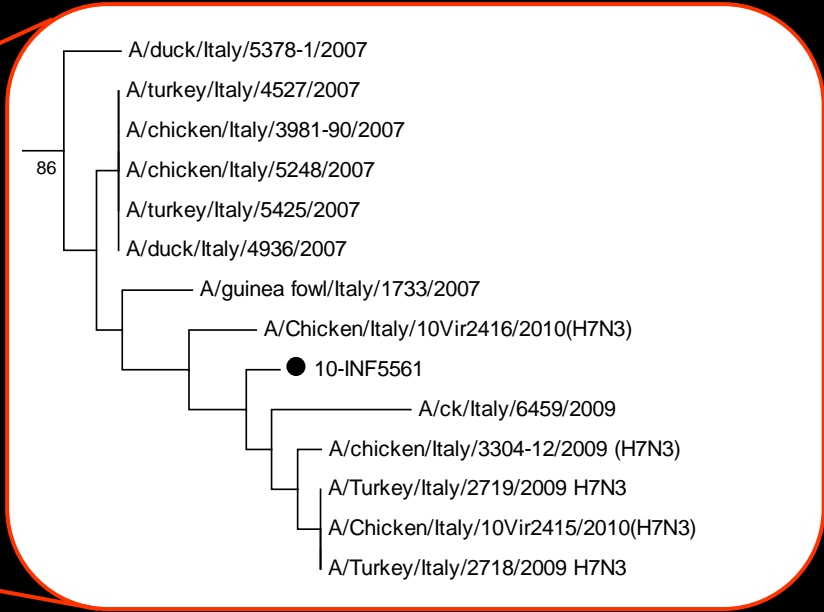 A/duck/Italy/5378-1/2007
A/turkey/Italy/4527/2007
A/chicken/Italy/3981-90/2007
86
A/chicken/Italy/5248/2007
A/turkey/Italy/5425/2007
A/duck/Italy/4936/2007
A/guinea fowl/Italy/1733/2007
A/Chicken/Italy/10Vir2416/2010(H7N3)
10-INF5561
A/ck/Italy/6459/2009
A/chicken/Italy/3304-12/2009 (H7N3)
A/Turkey/Italy/2719/2009 H7N3
A/Chicken/Italy/10Vir2415/2010(H7N3)
A/Turkey/Italy/2718/2009 H7N3